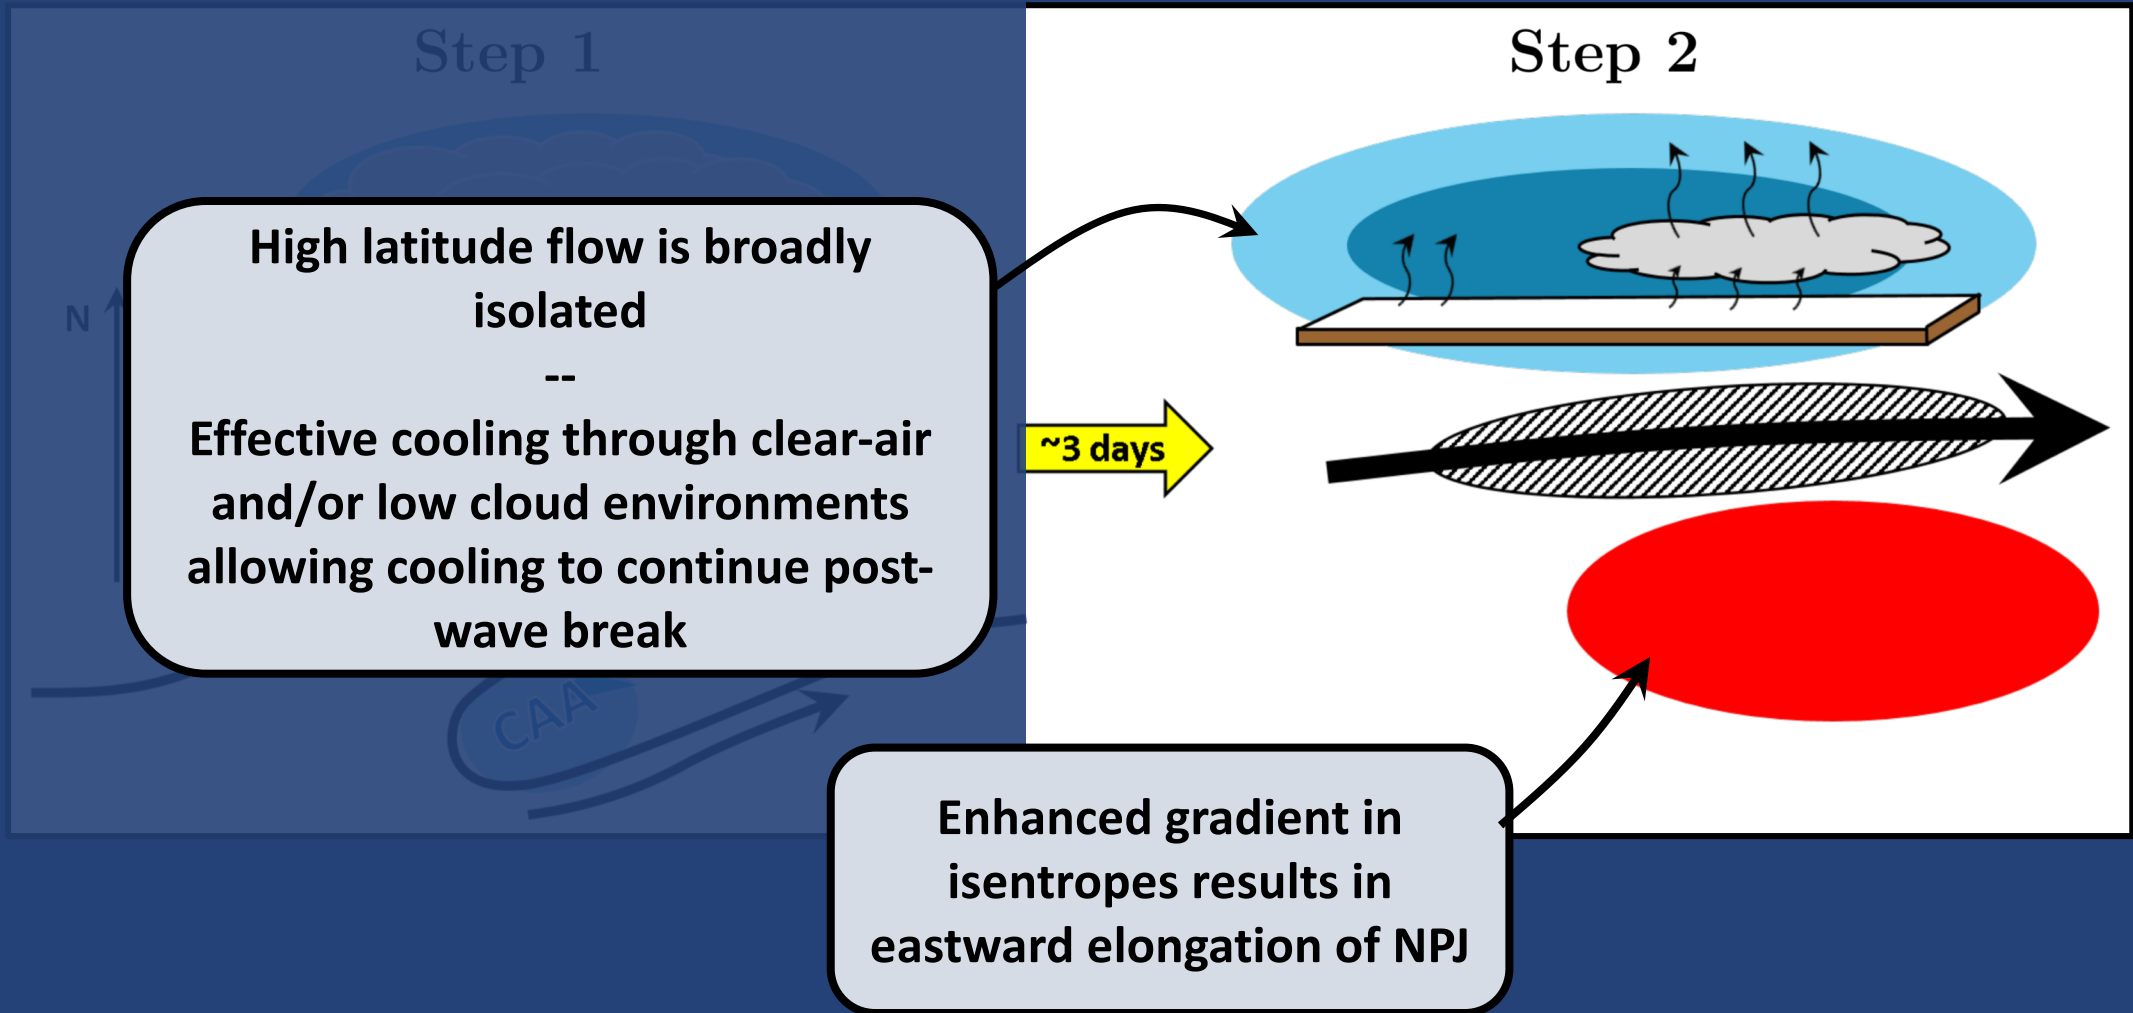 Step 1
Step 2
N
High latitude flow is broadly
isolated
--
Effective cooling through clear-air
and/or low cloud environments
allowing cooling to continue post-
wave break
~3 days
CAA
Enhanced gradient in
isentropes results in
eastward elongation of NPJ